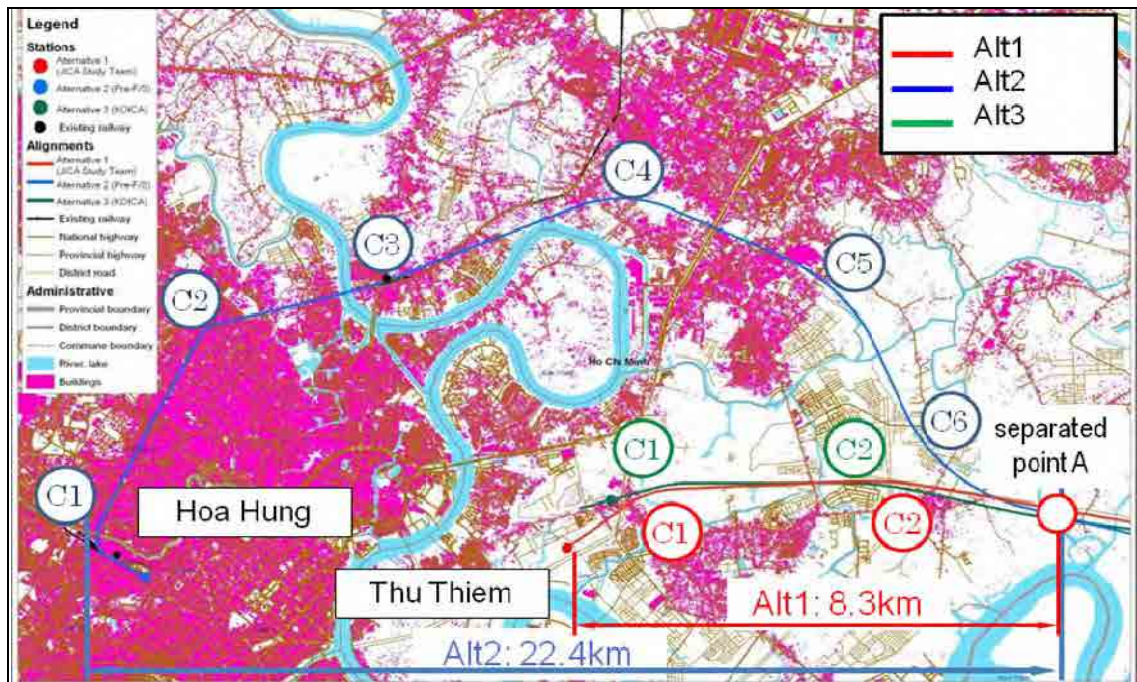 Legend
Stations
Alternative 1
(JICA Study Team)
Alternative 2 (Pre-F/S)
Alternative 3 (KOICA)
Existing railway
Alignments
Alternative 1
(JICA Study Team)
Alternative 2 (Pre-F/S)
Alternative 3 (KOICA)
Existing railway
National highway
Provincial highway
District road
Administrative
Provincial boundary
District boundary
Commune boundary
River, lake
Buildings
Alt1
Alt2
Alt3
C4
C3
C5
C2
Ho Chi Minh
C6
separated
point A
C1
C2
C1
Hoa Hung
C1
C2
Thu Thiem
Alt1: 8.3km
Alt2: 22.4km